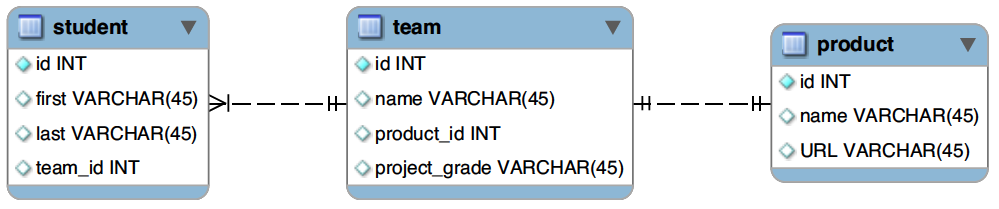 student
id INT
first VARCHAR(45)
last VARCHAR(45)
team_id INT
team
id INT
name VARCHAR(45)
product_id INT
project_grade VARCHAR(45)
product
id INT
name VARCHAR(45)
URL VARCHAR(45)